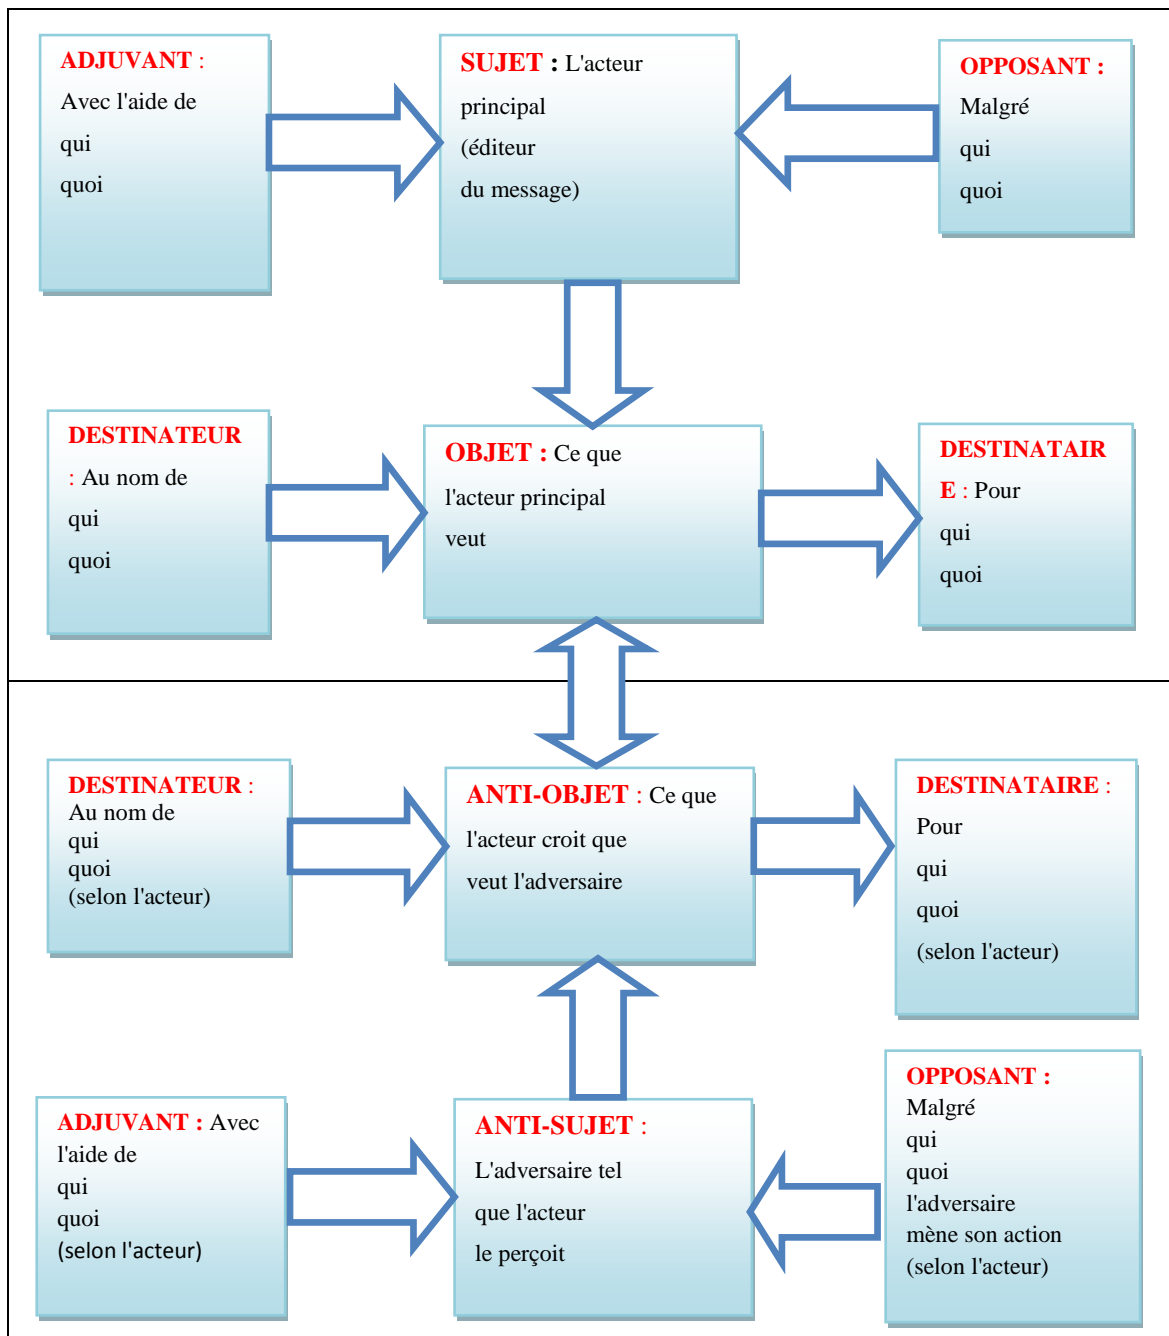 ADJUVANT :
Avec l'aide de
qui
quoi
SUJET : L'acteur
principal
(éditeur
du message)
OPPOSANT :
Malgré
qui
quoi
DESTINATEUR
: Au nom de
qui
quoi
OBJET : Ce que
l'acteur principal
veut
DESTINATAIR
E : Pour
qui
quoi
DESTINATEUR :
Au nom de
qui
quoi
(selon l'acteur)
ANTI-OBJET : Ce que
l'acteur croit que
veut l'adversaire
DESTINATAIRE :
Pour
qui
quoi
(selon l'acteur)
ADJUVANT : Avec
l'aide de
qui
quoi
(selon l'acteur)
ANTI-SUJET :
L'adversaire tel
que l'acteur
le perçoit
OPPOSANT :
Malgré
qui
quoi
l'adversaire
mène son action
(selon l'acteur)